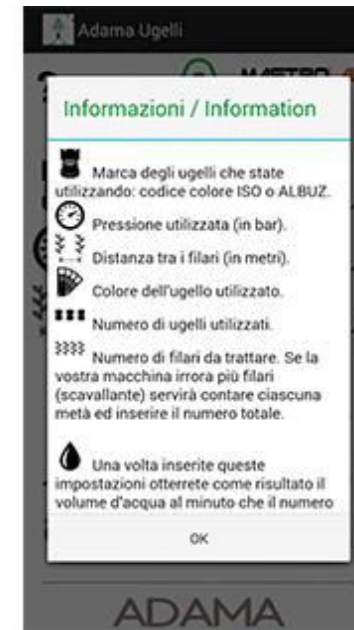 Adama Ugelli
Informazioni / Information
Marca degli ugelli che state
utilizzando: codice colore ISO o ALBUZ.
Pressione utilizzata (in bar).
Distanza tra i filari (in metri).
Colore dell'ugello utilizzato.
Numero di ugelli utilizzati.
Numero di filari da trattare. Se la
vostra macchina irrora più filari
(scavallante) servirà contare ciascuna
metà ed inserire il numero totale.
Una volta inserite queste
impostazioni otterrete come risultato il
volume d'acqua al minuto che il numero
OK
ADAMA